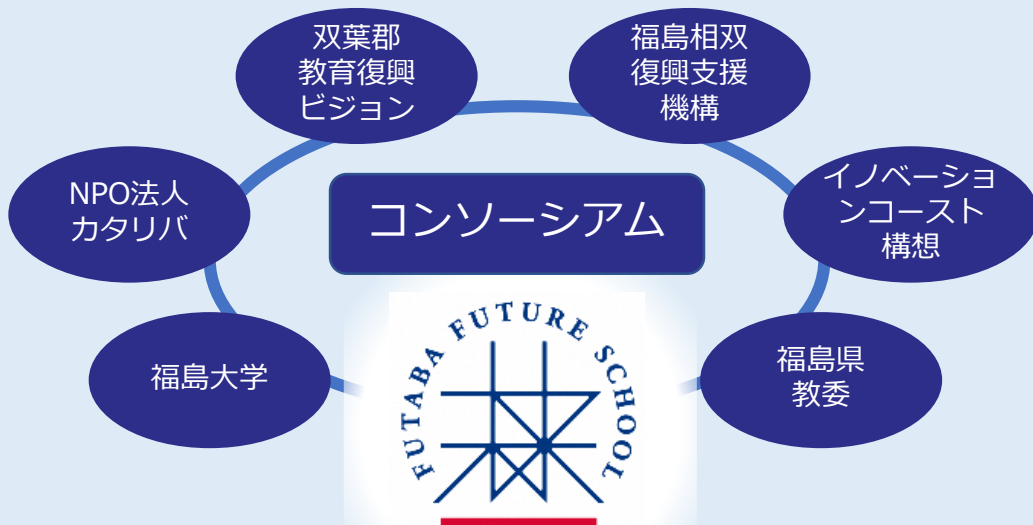 双葉郡
教育復興
ビジョン
福島相双
復興支援
機構
NPO法人
カタリバ
コンソーシアム
イノベーショ
ンコースト
構想
福島大学
FUTABA FUTURE SCHOOL
福島県
教委